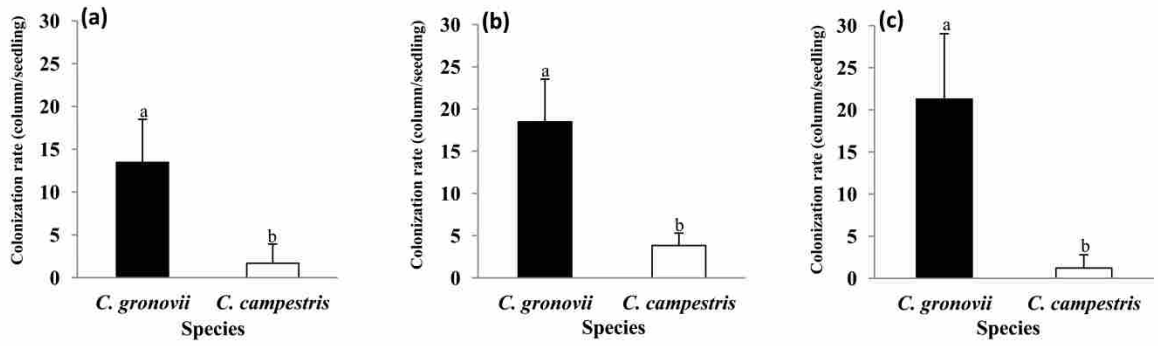 (a)
Colonization rate (column/seedling)
30
25
20
15
10
5
0
a
b
C. gronovii C. campestris
Species
(b)
Colonization rate (column/seedling)
30
25
20
15
10
5
0
a
b
C. gronovii C. campestris
Species
(c)
Colonization rate (column/seedling)
30
25
20
15
10
5
0
a
b
C. gronovii C. campestris
Species